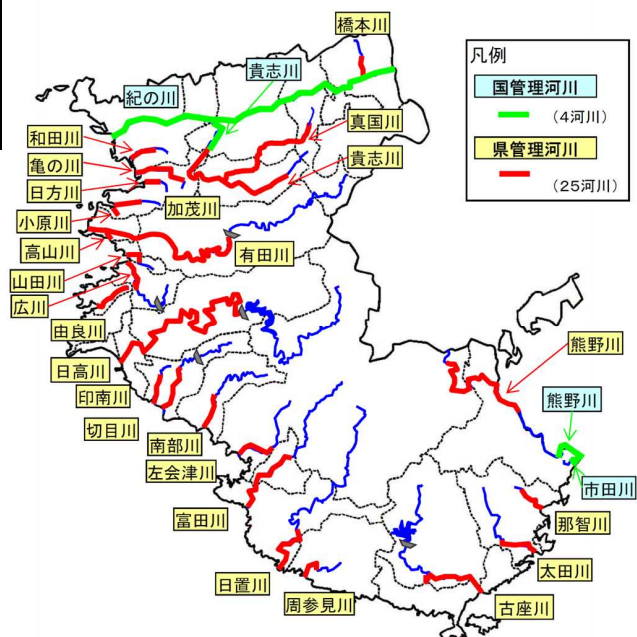 橋本川
貴志川
紀の川
和田川
亀の川
日方川
真国川
貴志川
小原川
加茂川
高山川
有田川
山田川
広川
由良川
日高川
印南川
切目川
南部川
左会津川
富田川
日置川
周参見川
古座川
太田川
那智川
市田川
熊野川
熊野川
凡例
国管理河川
(4河川)
県管理河川
(25河川)